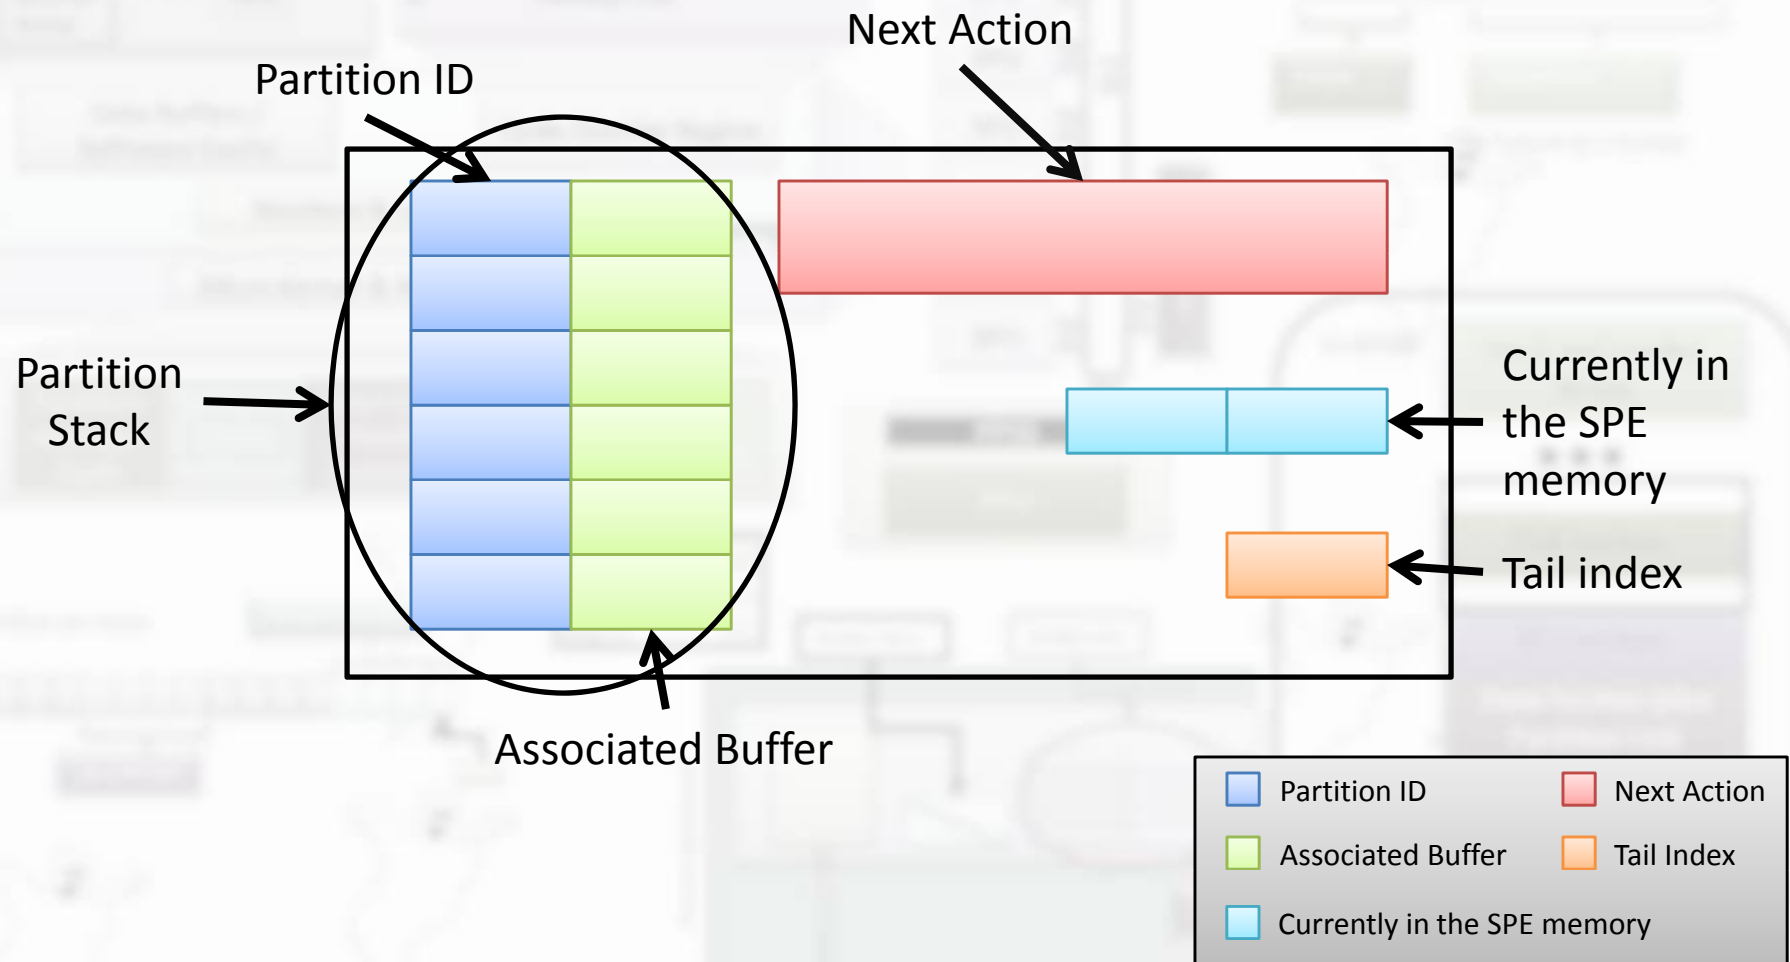 Next Action
Partition ID
Partition
Stack
Currently in
the SPE
memory
Tail index
Associated Buffer
Partition ID
Next Action
Associated Buffer
Tail Index
Currently in the SPE memory